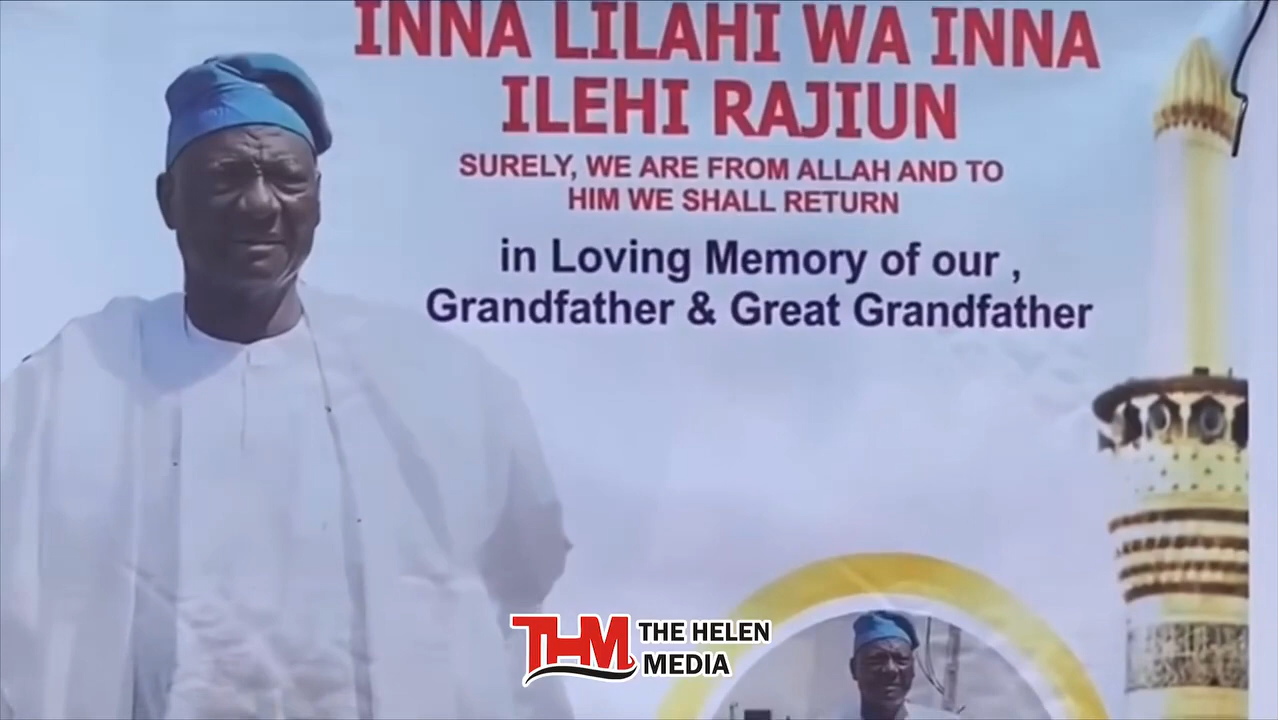 INNA LILAHI WA INNA
ILEHI RAJIUN
SURELY, WE ARE FROM ALLAH AND TO
HIM WE SHALL RETURN
in Loving Memory of our ,
Grandfather & Great Grandfather
THM THE HELEN
MEDIA